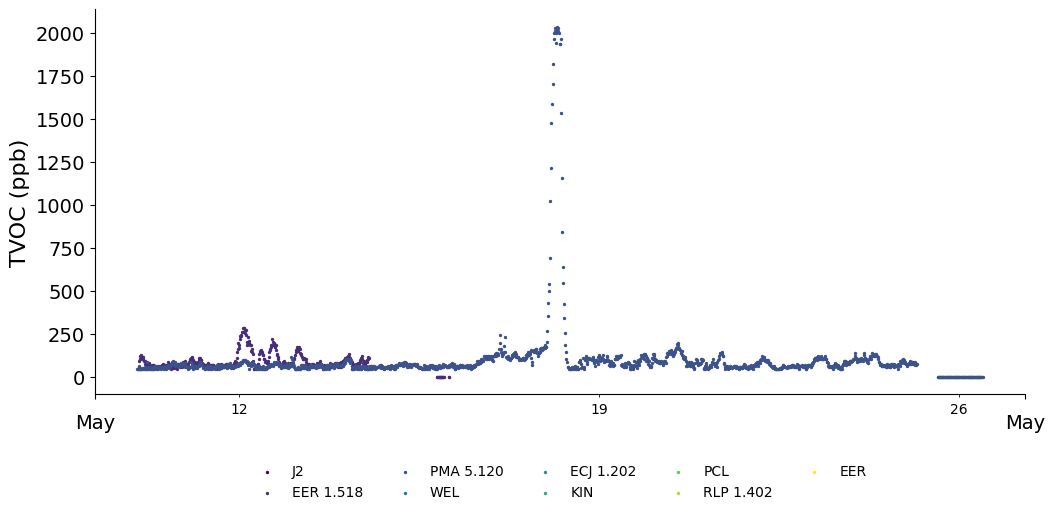 TVOC (ppb)
2000
1750
1500
1250
1000
750
500
250
0
12
19
26
May
May
J2
PMA 5.120
ECJ 1.202
PCL
EER
EER 1.518
WEL
KIN
RLP 1.402